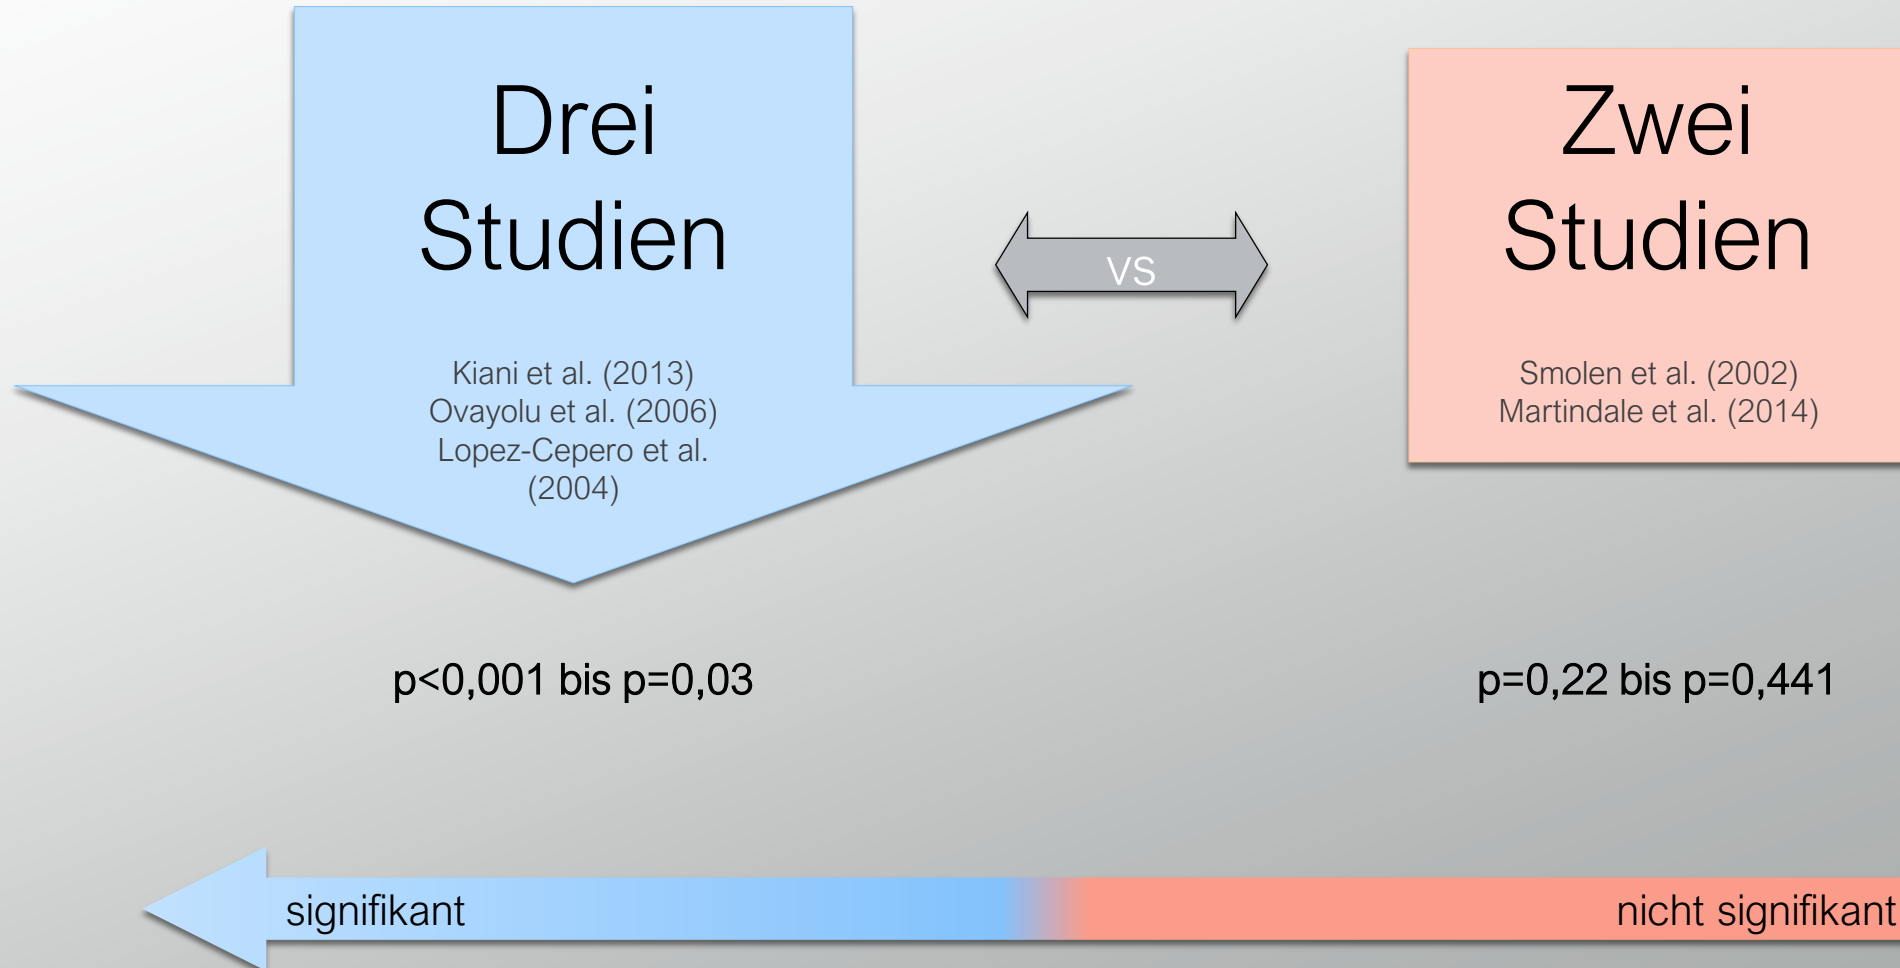 Drei
Studien
Kiani et al. (2013)
Ovayolu et al. (2006)
Lopez-Cepero et al.
(2004)
VS
Zwei
Studien
Smolen et al. (2002)
Martindale et al. (2014)
p<0,001 bis p=0,03
p=0,22 bis p=0,441
signifikant
nicht signifikant